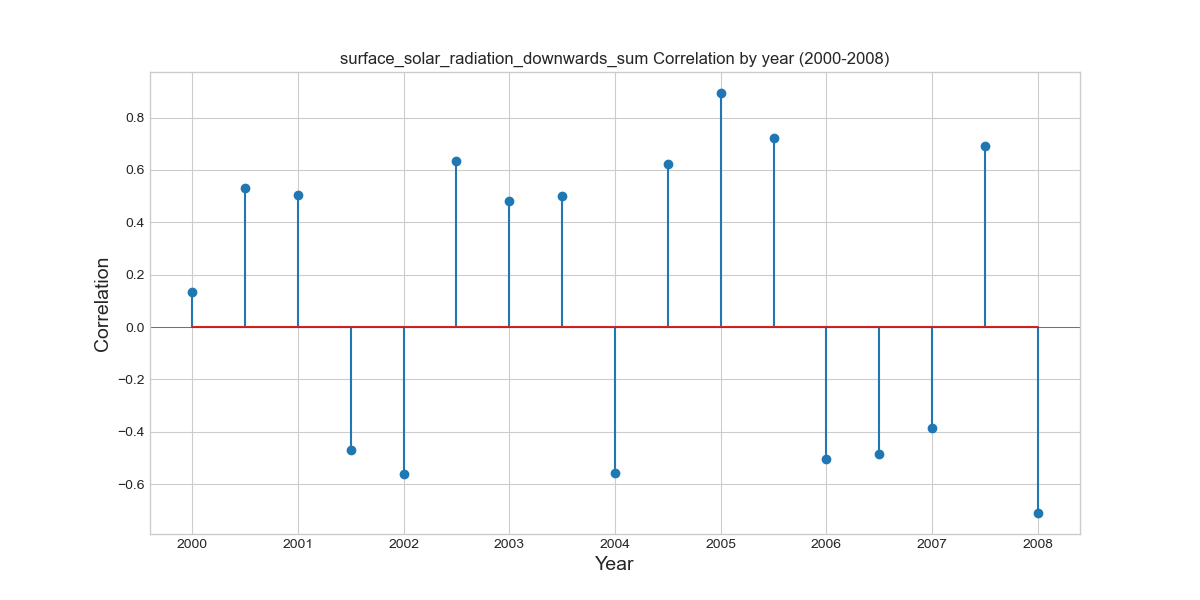 surface_solar_radiation_downwards_sum Correlation by year (2000-2008)
0.8
0.6
0.4
0.2
0.0
−0.2
−0.4
−0.6
Correlation
2000 2001 2002 2003 2004 2005 2006 2007 2008
Year